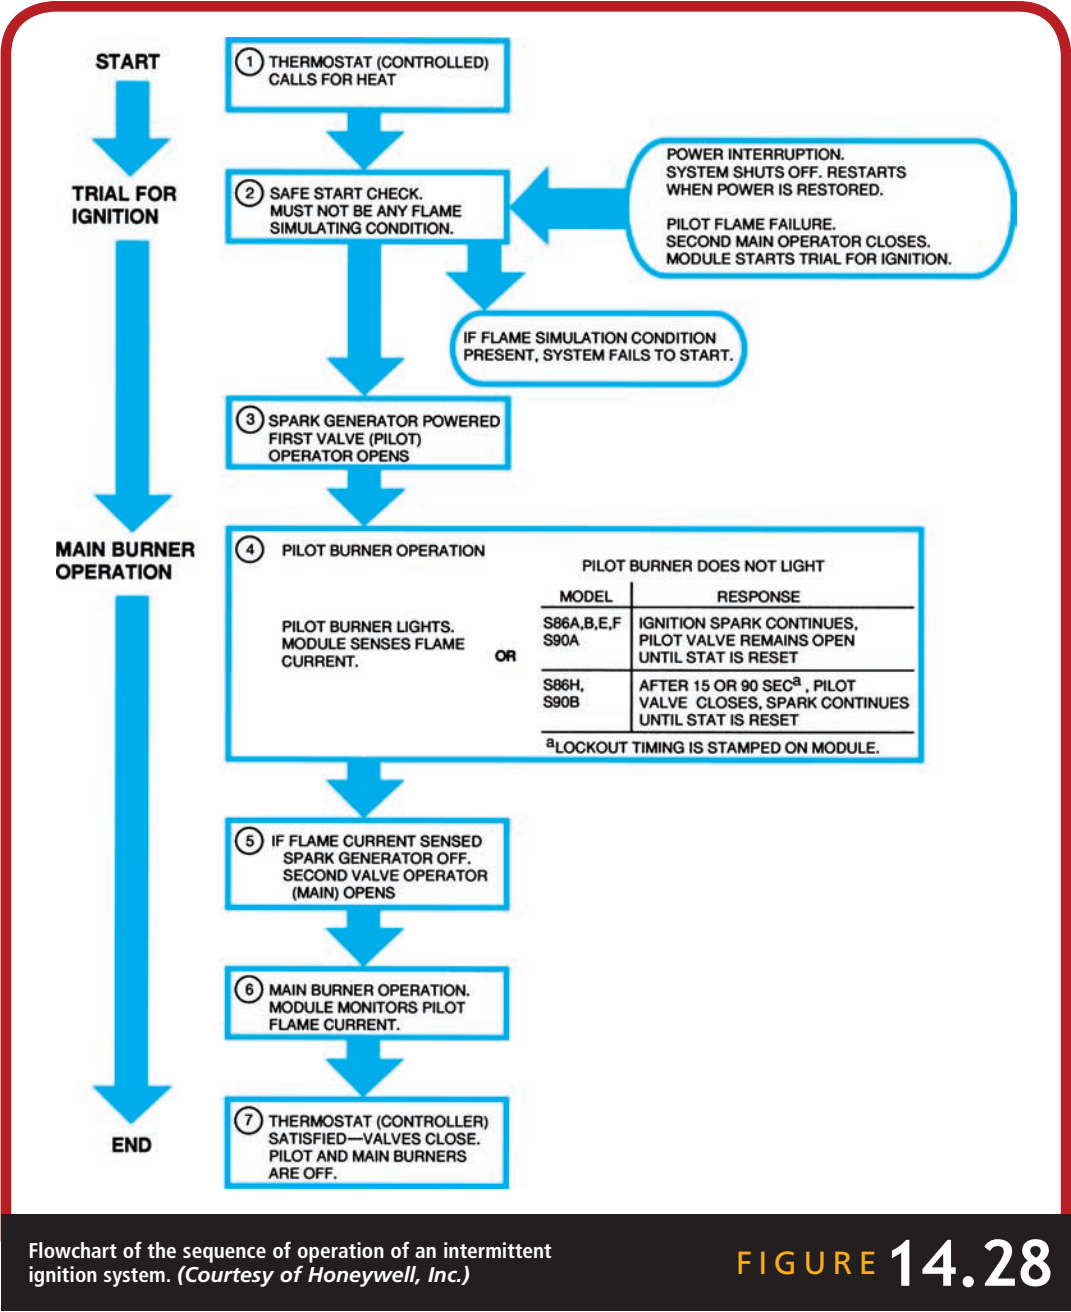 START
TRIAL FOR
IGNITION
MAIN BURNER
OPERATION
END
1 THERMOSTAT (CONTROLLED)
CALLS FOR HEAT
2 SAFE START CHECK.
MUST NOT BE ANY FLAME
SIMULATING CONDITION.
POWER INTERRUPTION.
SYSTEM SHUTS OFF. RESTARTS
WHEN POWER IS RESTORED.
PILOT FLAME FAILURE.
SECOND MAIN OPERATOR CLOSES.
MODULE STARTS TRIAL FOR IGNITION.
IF FLAME SIMULATION CONDITION
PRESENT, SYSTEM FAILS TO START.
3 SPARK GENERATOR POWERED
FIRST VALVE (PILOT)
OPERATOR OPENS
4 PILOT BURNER OPERATION
PILOT BURNER LIGHTS.
MODULE SENSES FLAME
CURRENT.
OR
PILOT BURNER DOES NOT LIGHT
MODEL RESPONSE
S86A,B,E,F IGNITION SPARK CONTINUES,
S90A PILOT VALVE REMAINS OPEN
UNTIL STAT IS RESET
S86H, AFTER 15 OR 90 SECa, PILOT
S90B VALVE CLOSES, SPARK CONTINUES
UNTIL STAT IS RESET
aLOCKOUT TIMING IS STAMPED ON MODULE.
5 IF FLAME CURRENT SENSED
SPARK GENERATOR OFF.
SECOND VALVE OPERATOR
(MAIN) OPENS
6 MAIN BURNER OPERATION.
MODULE MONITORS PILOT
FLAME CURRENT.
7 THERMOSTAT (CONTROLLER)
SATISFIED—VALVES CLOSE.
PILOT AND MAIN BURNERS
ARE OFF.
Flowchart of the sequence of operation of an intermittent
ignition system. (Courtesy of Honeywell, Inc.)
FIGURE 14.28